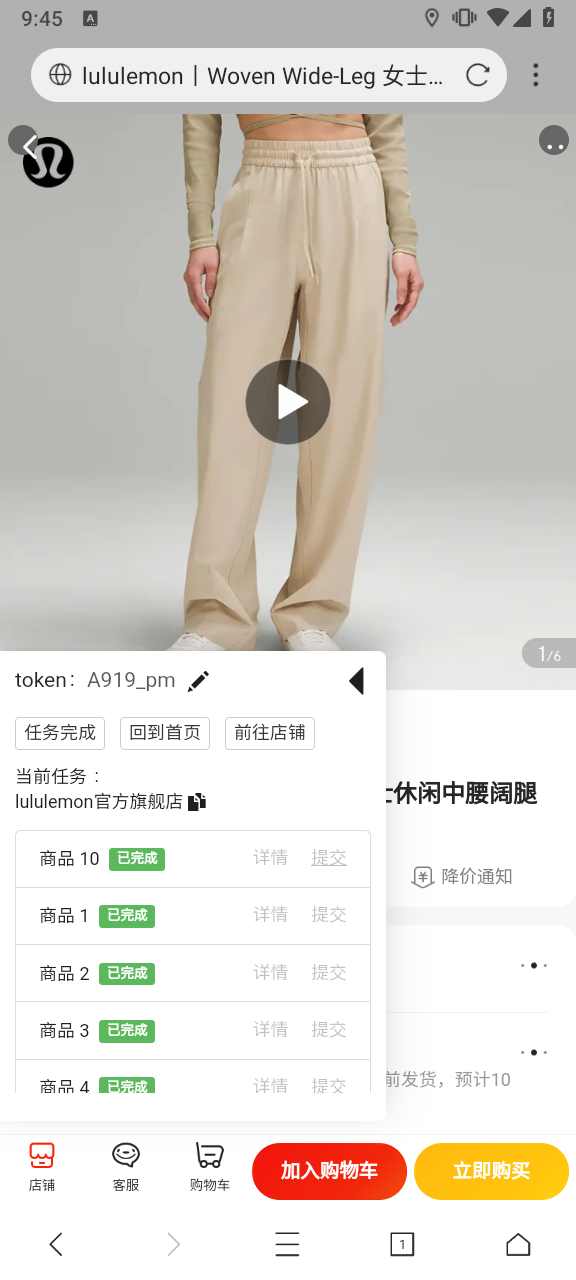 9:45
lululemon | Woven Wide-Leg 女士...
1/6
token: A919_pm
任务完成 回到首页 前往店铺
当前任务：
lululemon官方旗舰店
士休闲中腰阔腿
商品 10 已完成 详情 提交
降价通知
商品 1 已完成 详情 提交
商品 2 已完成 详情 提交
商品 3 已完成 详情 提交
前发货，预计10
商品 4 已完成 详情 提交
店铺 客服 购物车 加入购物车 立即购买
1